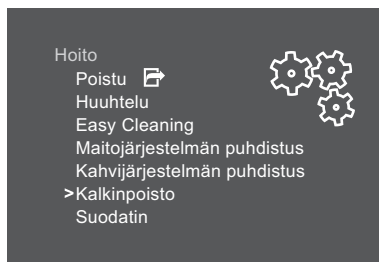 Hoito
Poistu
Huuhtelu
Easy Cleaning
Maitojärjestelmän puhdistus
Kahvijärjestelmän puhdistus
>Kalkinpoisto
Suodatin